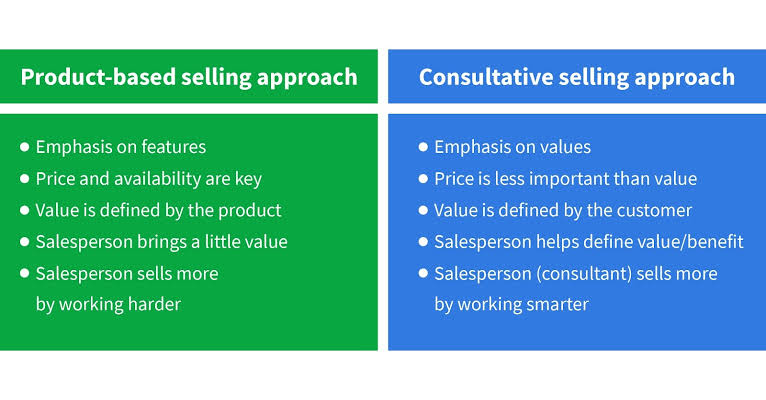 Product-based selling approach
● Emphasis on features
● Price and availability are key
● Value is defined by the product
● Salesperson brings a little value
● Salesperson sells more
by working harder
Consultative selling approach
● Emphasis on values
● Price is less important than value
● Value is defined by the customer
● Salesperson helps define value/benefit
● Salesperson (consultant) sells more
by working smarter